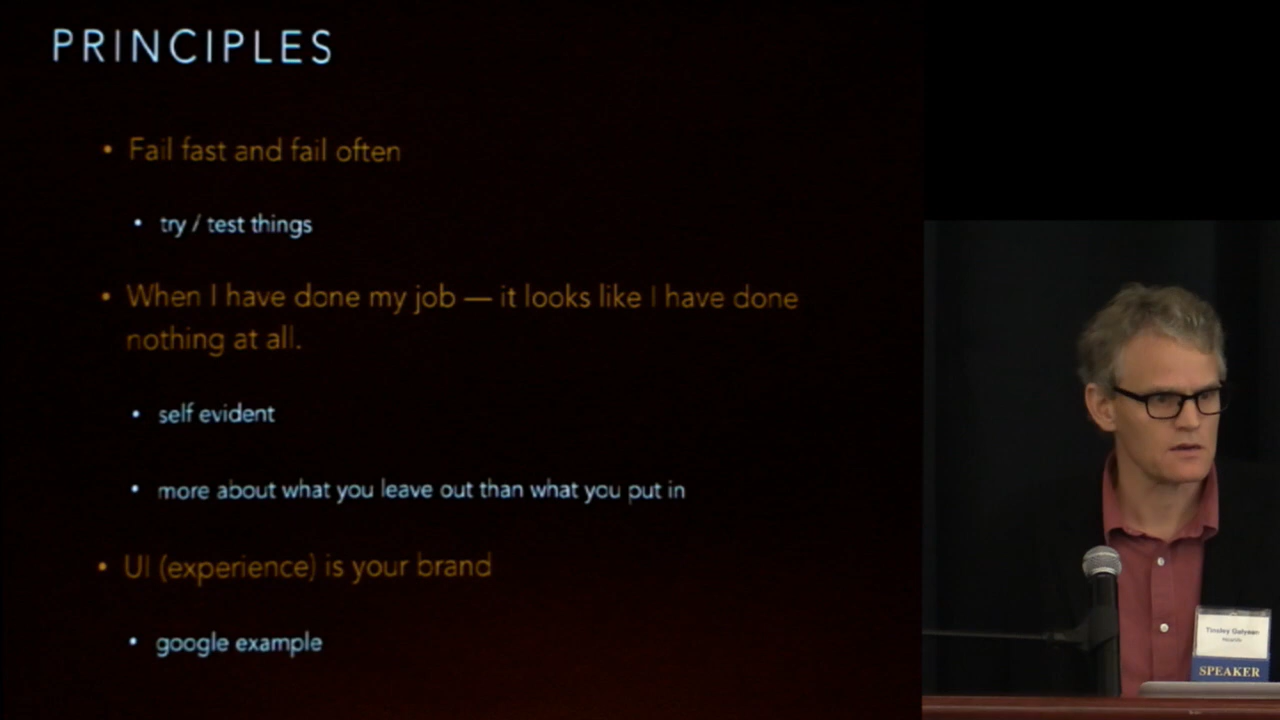 PRINCIPLES
• Fail fast and fail often
• try / test things
• When I have done my job — it looks like I have done
nothing at all.
• self evident
• more about what you leave out than what you put in
• UI (experience) is your brand
• google example
Tinsley Galyean
SPEAKER